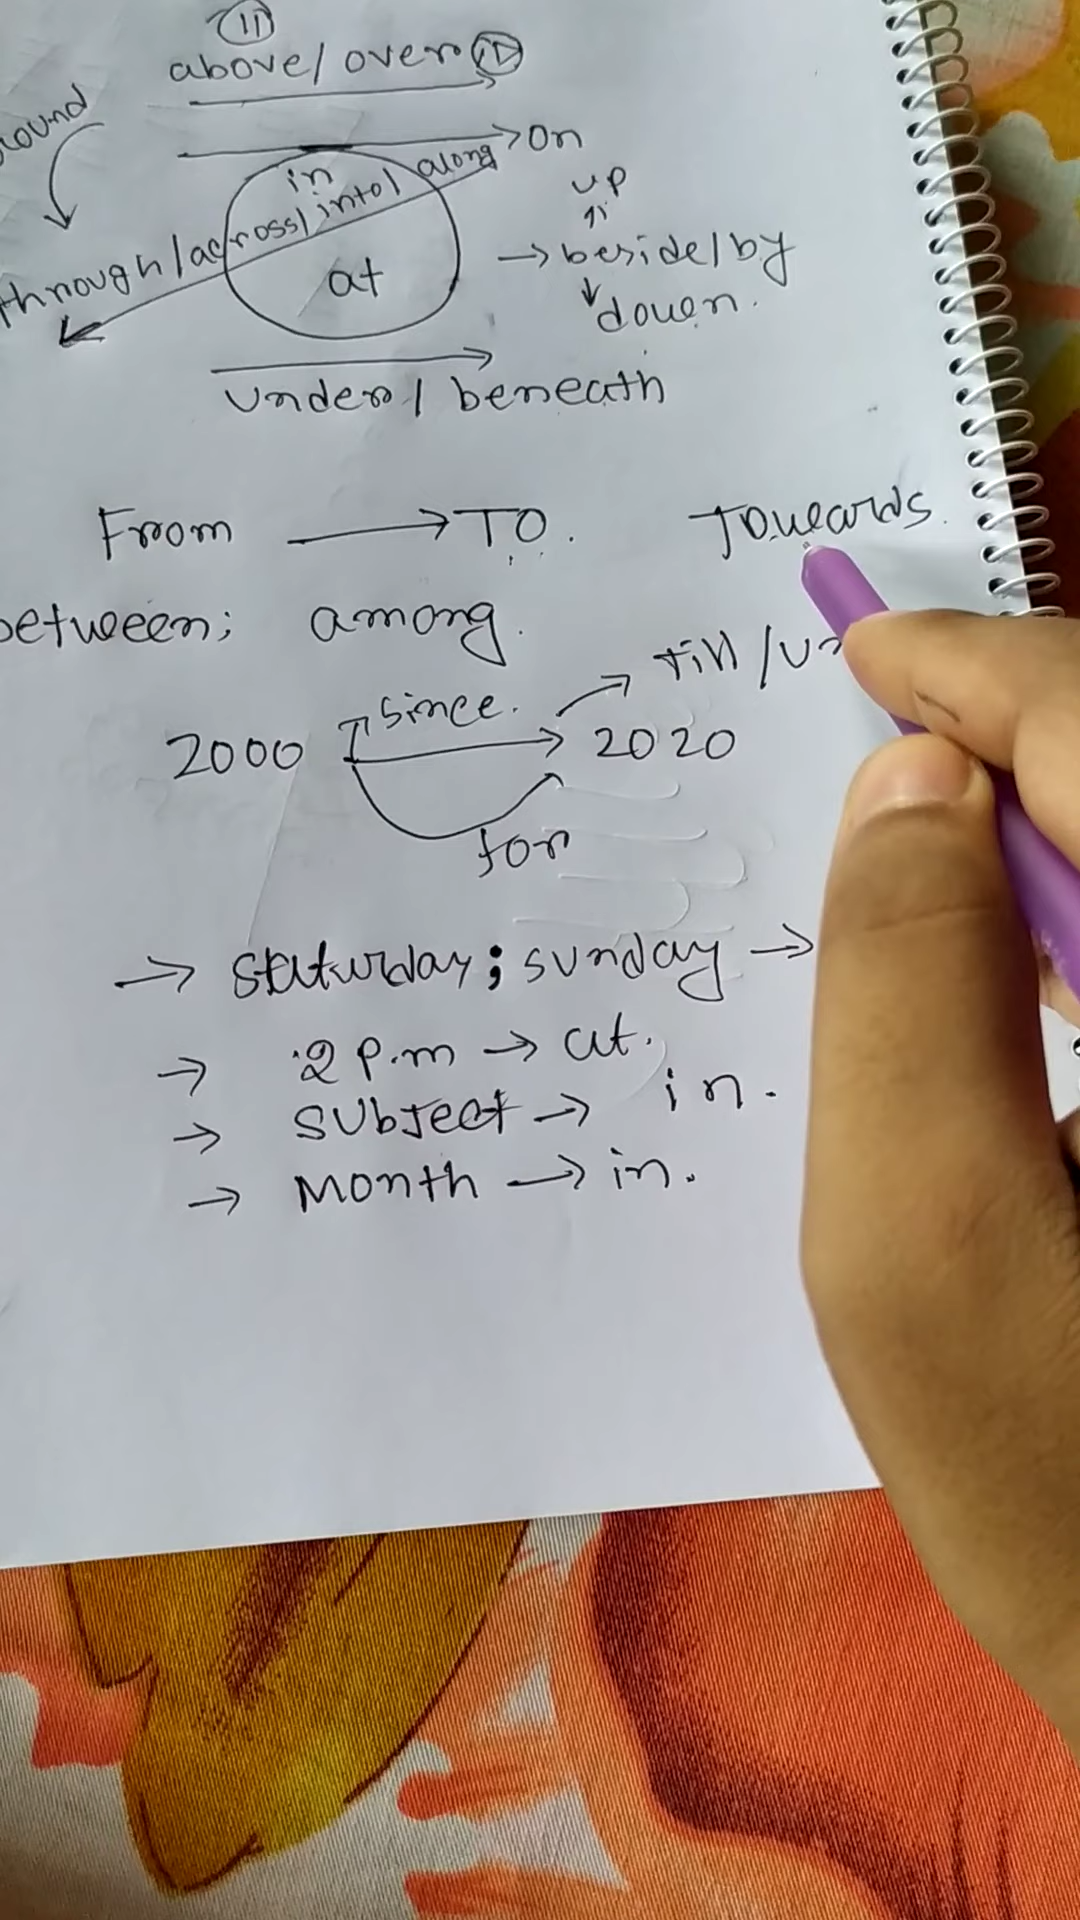 11
above/ over
→ on
in
through/across/into/ along
up
at
→ beside/by
down.
under / beneath
From → TO. Towards.
between; among.
since. till /un
2000 → 2020
for
→ saturday; sunday →
→ 2 p.m → at.
→ subject → in.
→ Month → in.